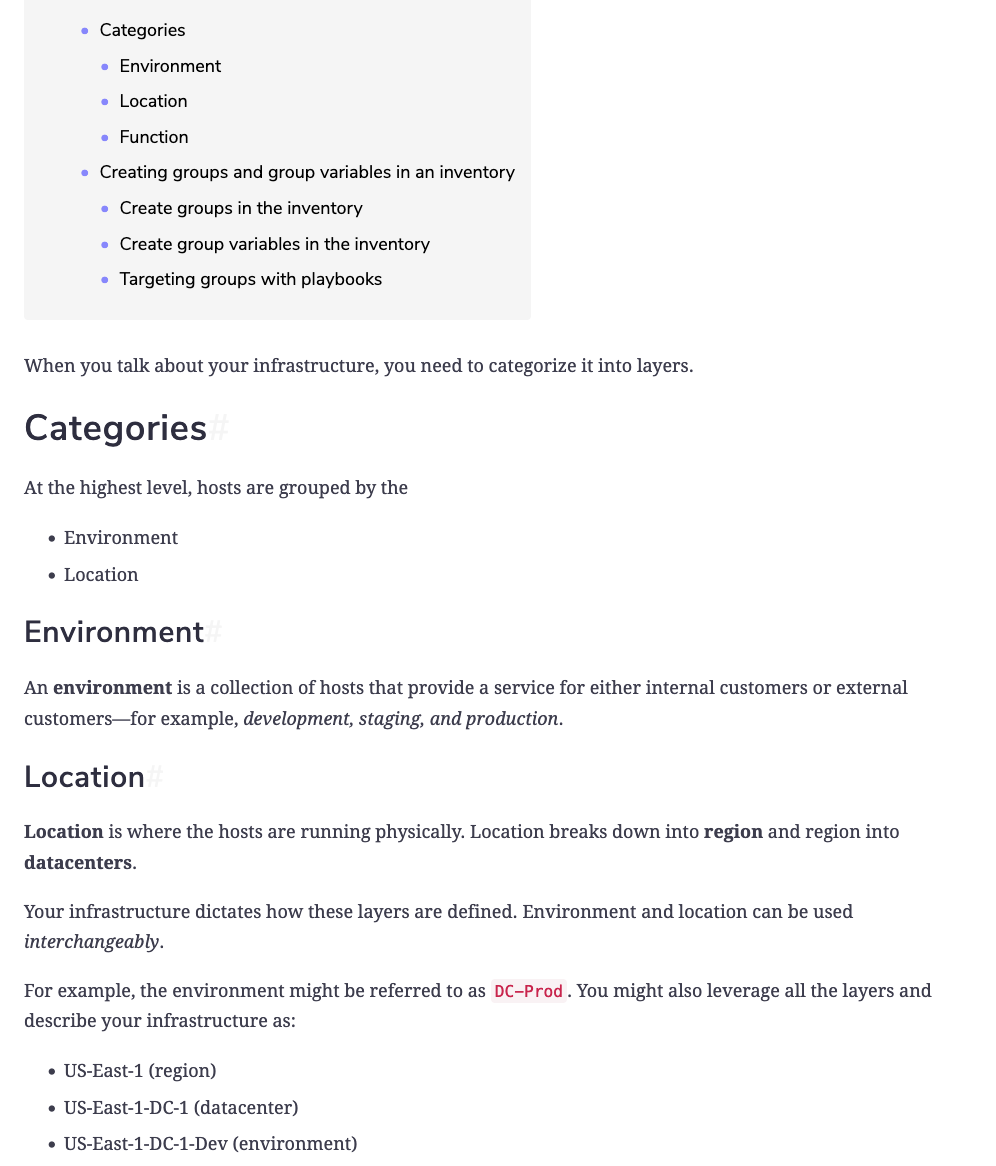 Categories
Environment
Location
Function
Creating groups and group variables in an inventory
Create groups in the inventory
Create group variables in the inventory
Targeting groups with playbooks
When you talk about your infrastructure, you need to categorize it into layers.
Categories#
At the highest level, hosts are grouped by the
Environment
Location
Environment#
An environment is a collection of hosts that provide a service for either internal customers or external
customers—for example, development, staging, and production.
Location#
Location is where the hosts are running physically. Location breaks down into region and region into
datacenters.
Your infrastructure dictates how these layers are defined. Environment and location can be used
interchangeably.
For example, the environment might be referred to as DC-Prod. You might also leverage all the layers and
describe your infrastructure as:
US-East-1 (region)
US-East-1-DC-1 (datacenter)
US-East-1-DC-1-Dev (environment)